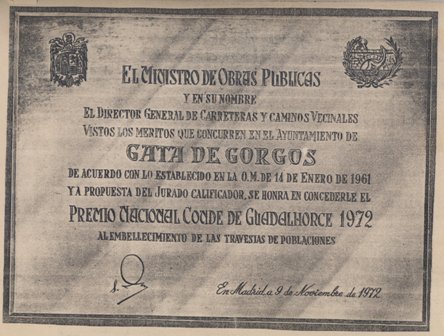 EL MINISTRO DE OBRAS PUBLICAS
Y EN SU NOMBRE
EL DIRECTOR GENERAL DE CARRETERAS Y CAMINOS VECINALES
VISTOS LOS MERITOS QUE CONCURREN EN EL AYUNTAMIENTO DE
GATA DE GORGOS
DE ACUERDO CON LO ESTABLECIDO EN LA O.M. DE 14 DE ENERO DE 1961
Y A PROPUESTA DEL JURADO CALIFICADOR, SE HONRA EN CONCEDERLE EL
PREMIO NACIONAL CONDE DE GUADALHORCE 1972
AL EMBELLECIMIENTO DE LAS TRAVESIAS DE POBLACIONES
En Madrid a 9 de Noviembre de 1972